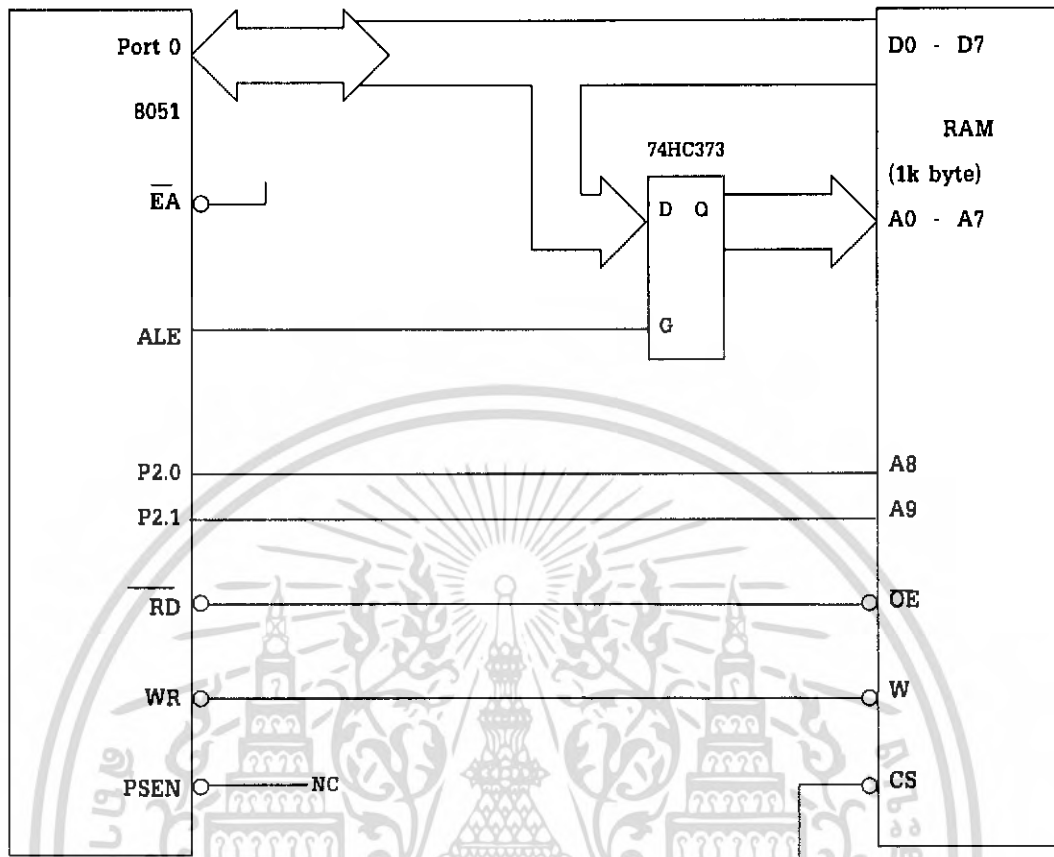 Port 0
8051
EA
ALE
P2.0
P2.1
RD
WR
PSEN
NC
74HC373
D Q
G
D0 - D7
RAM
(1k byte)
A0 - A7
A8
A9
OE
W
CS